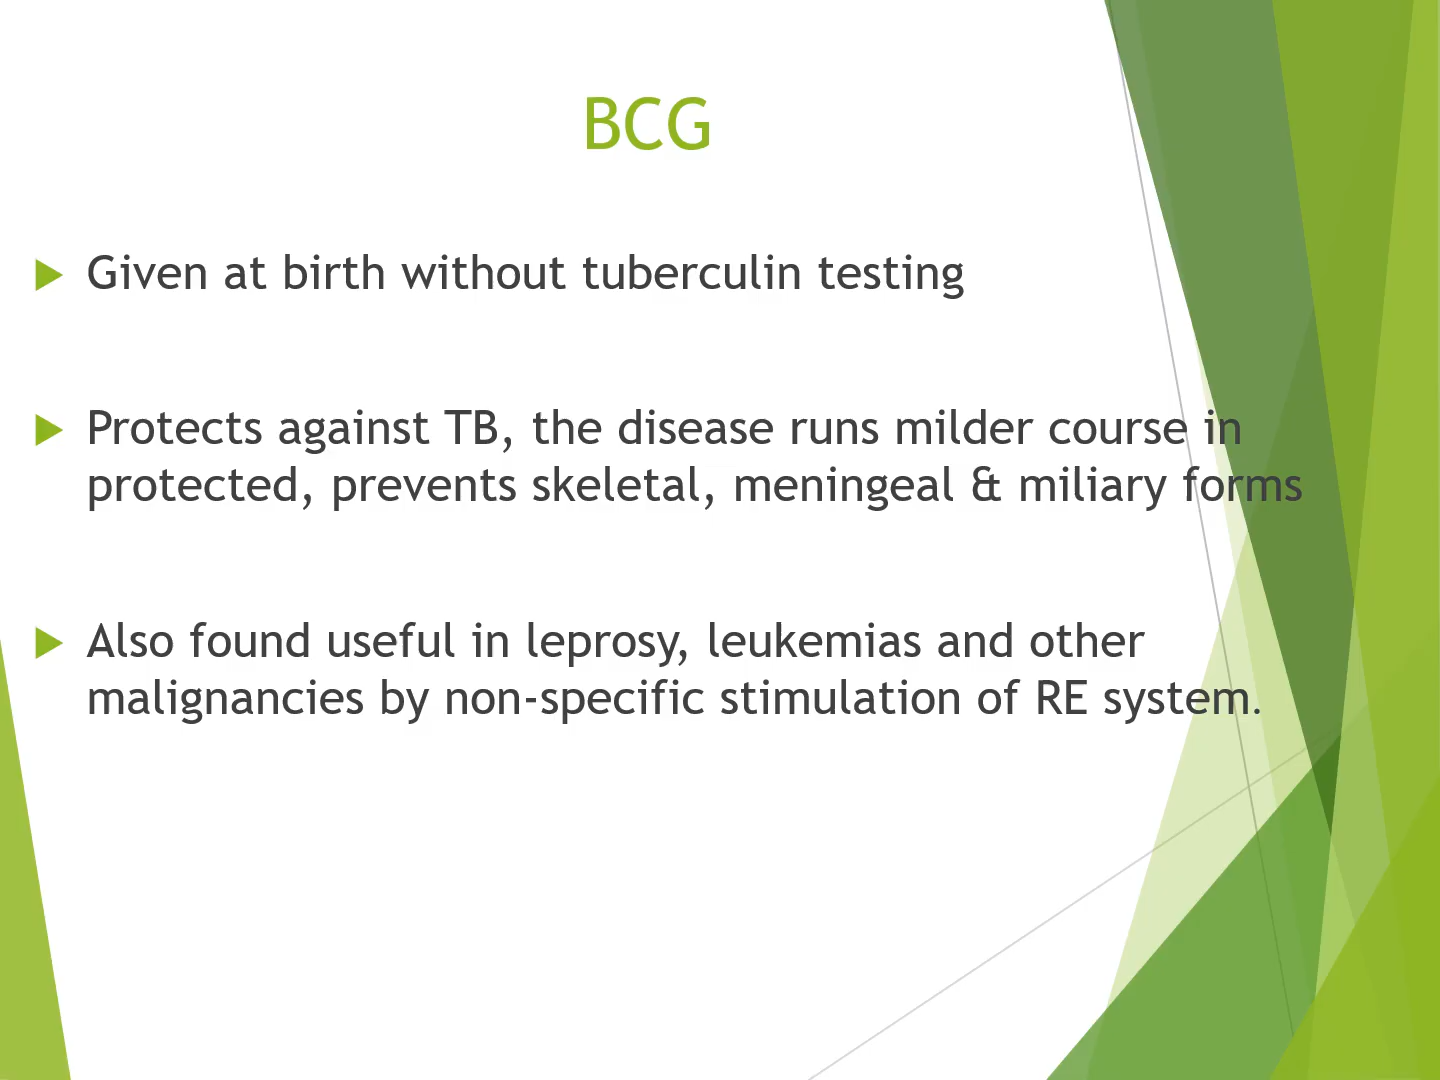 BCG
Given at birth without tuberculin testing
Protects against TB, the disease runs milder course in
protected, prevents skeletal, meningeal & miliary forms
Also found useful in leprosy, leukemias and other
malignancies by non-specific stimulation of RE system.